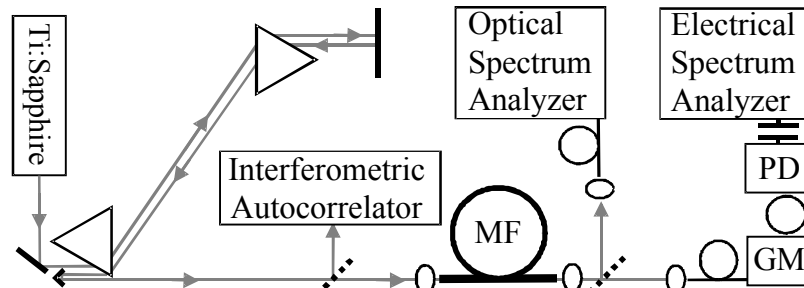 Ti:Sapphire
Optical
Spectrum
Analyzer
Electrical
Spectrum
Analyzer
Interferometric
Autocorrelator
MF
PD
GM